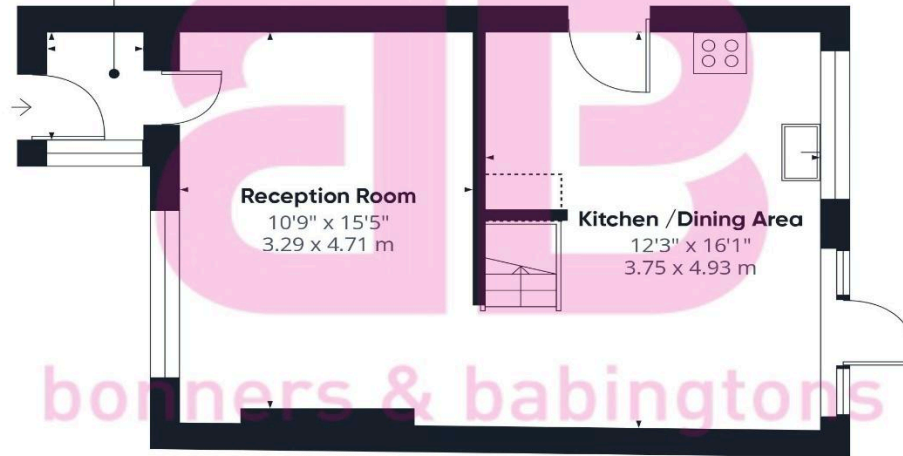 Reception Room
10'9" x 15'5"
3.29 x 4.71 m
Kitchen /Dining Area
12'3" x 16'1"
3.75 x 4.93 m
bonners & babingtons